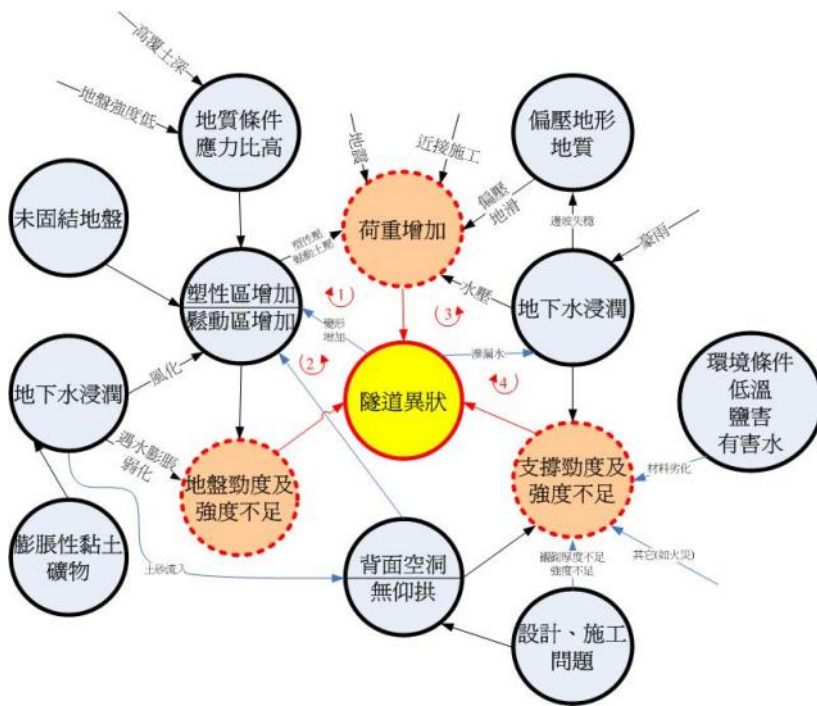 高覆土深
地盤強度低
地質條件
應力比高
地震
近接施工
偏壓地形
地質
未固結地盤
荷重增加
偏壓
地滑
邊坡失穩
豪雨
塑性壓
鬆動土壓
塑性區增加
鬆動區增加
1
3
水壓
地下水浸潤
變形
增加
2
滲漏水
4
地下水浸潤
風化
隧道異狀
環境條件
低溫
鹽害
有害水
遇水膨脹
弱化
地盤勁度及
強度不足
支撐勁度及
強度不足
材料劣化
膨脹性黏土
礦物
土砂流入
背面空洞
無仰拱
襯砌厚度不足
強度不足
其它(如火災)
設計、施工
問題